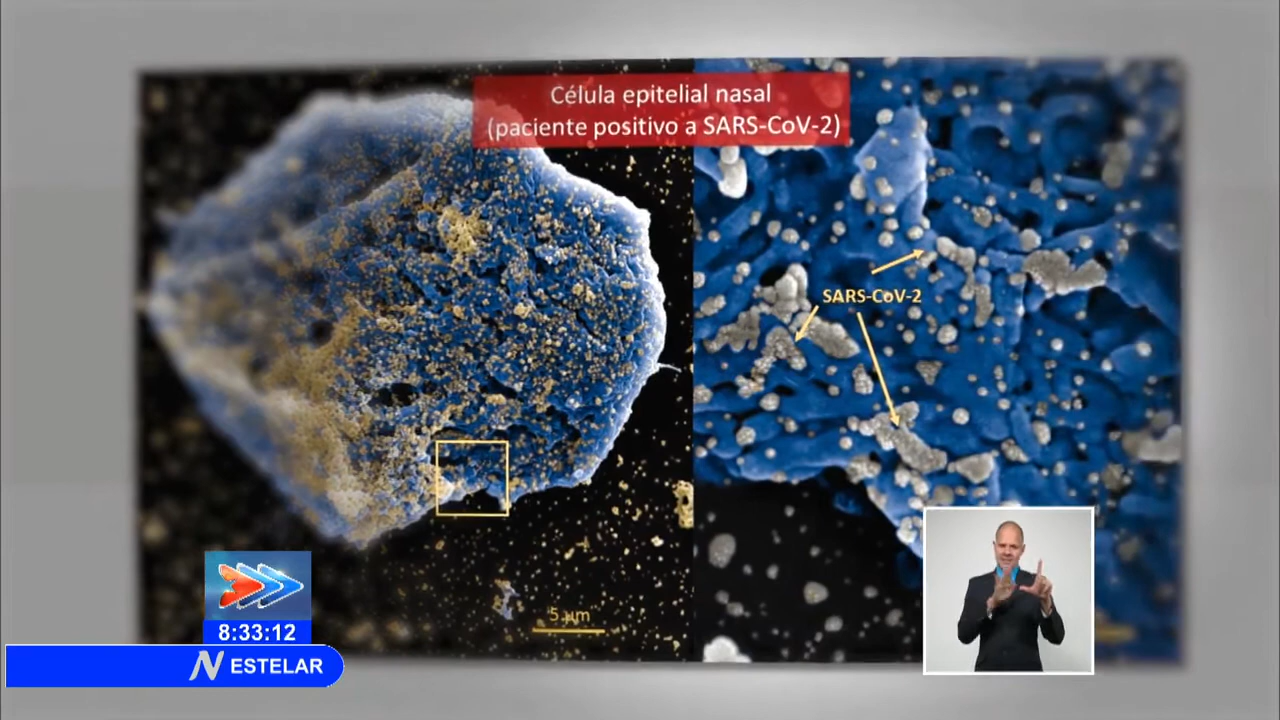 Célula epitelial nasal
(paciente positivo a SARS-CoV-2)
SARS-CoV-2
5 µm
8:33:12
N ESTELAR